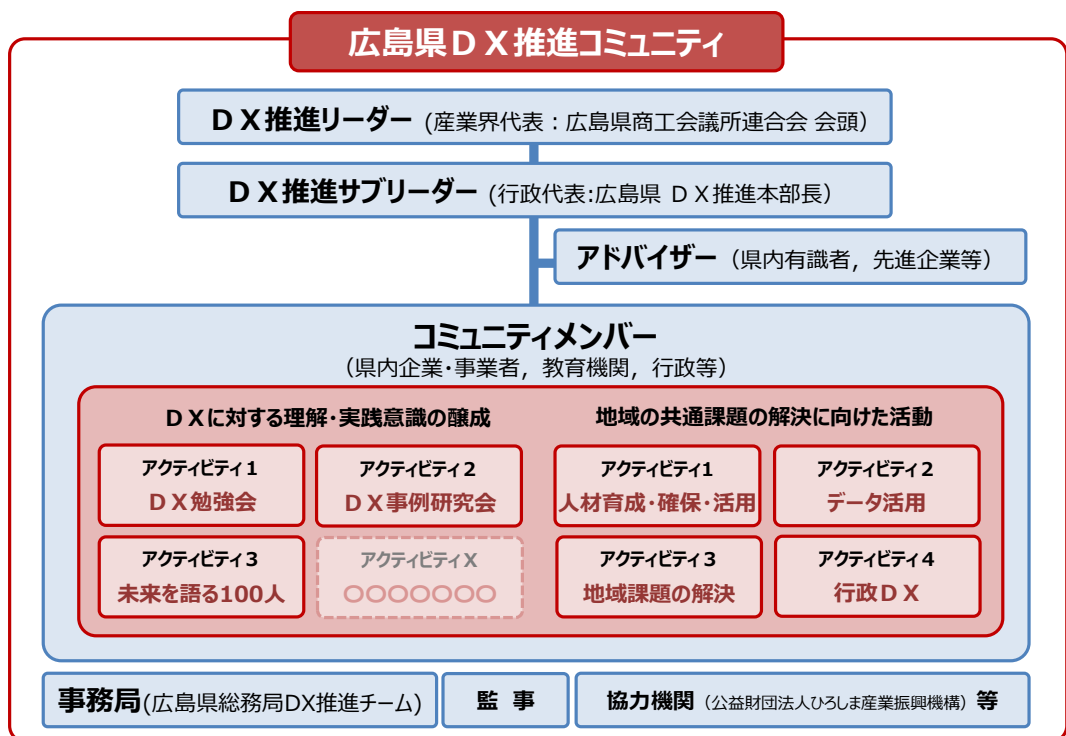 広島県ＤＸ推進コミュニティ
ＤＸ推進リーダー（産業界代表：広島県商工会議所連合会 会頭）
ＤＸ推進サブリーダー（行政代表:広島県 ＤＸ推進本部長）
アドバイザー（県内有識者，先進企業等）
コミュニティメンバー
（県内企業・事業者，教育機関，行政等）
ＤＸに対する理解・実践意識の醸成
アクティビティ１
ＤＸ勉強会
アクティビティ２
ＤＸ事例研究会
アクティビティ３
未来を語る100人
アクティビティＸ
〇〇〇〇〇〇〇
地域の共通課題の解決に向けた活動
アクティビティ1
人材育成・確保・活用
アクティビティ２
データ活用
アクティビティ３
地域課題の解決
アクティビティ４
行政ＤＸ
事務局(広島県総務局DX推進チーム)
監 事
協力機関（公益財団法人ひろしま産業振興機構）等